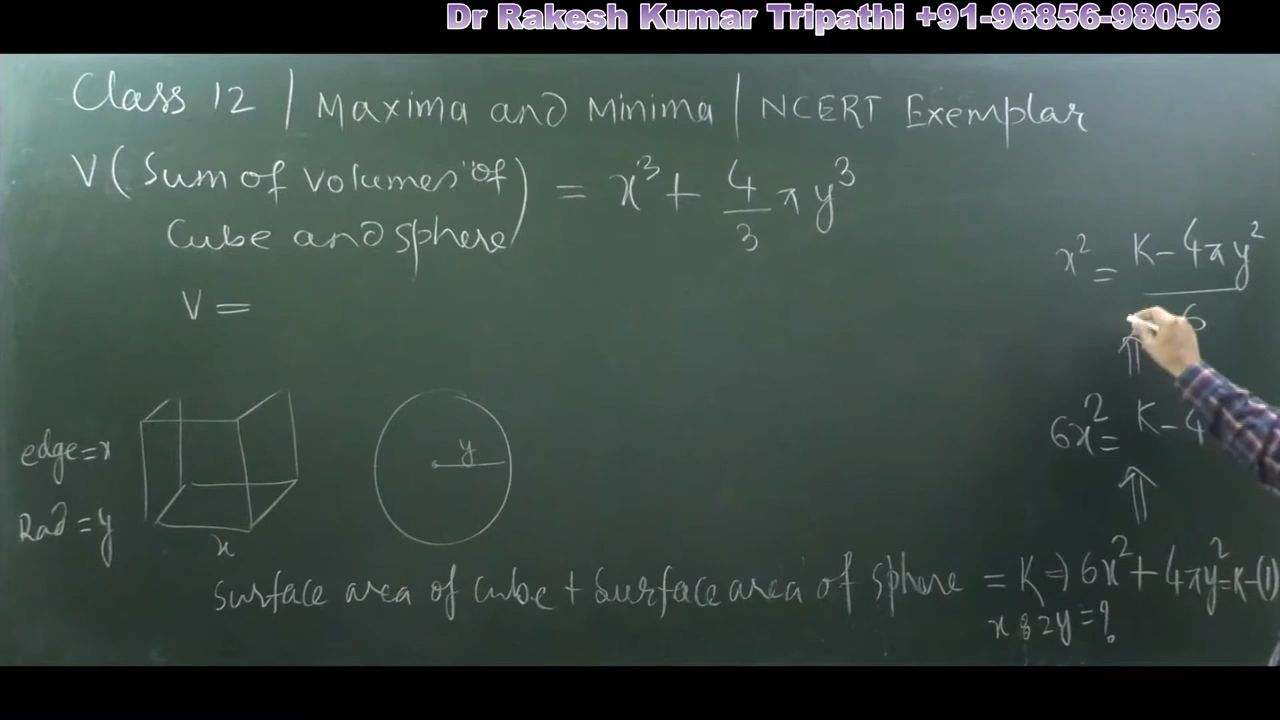 Dr Rakesh Kumar Tripathi +91-96856-98056
Class 12 | Maxima and Minima | NCERT Exemplar
V (Sum of Volumes of Cube and sphere) = x³ + 4/3 π y³
V =
x² = K - 4πy² / 6
6x² = K - 4
edge = x
Rad = y
x
y
Surface area of cube + Surface area of sphere = K ⇒ 6x² + 4πy² = K - (1)
x : 2y = ?